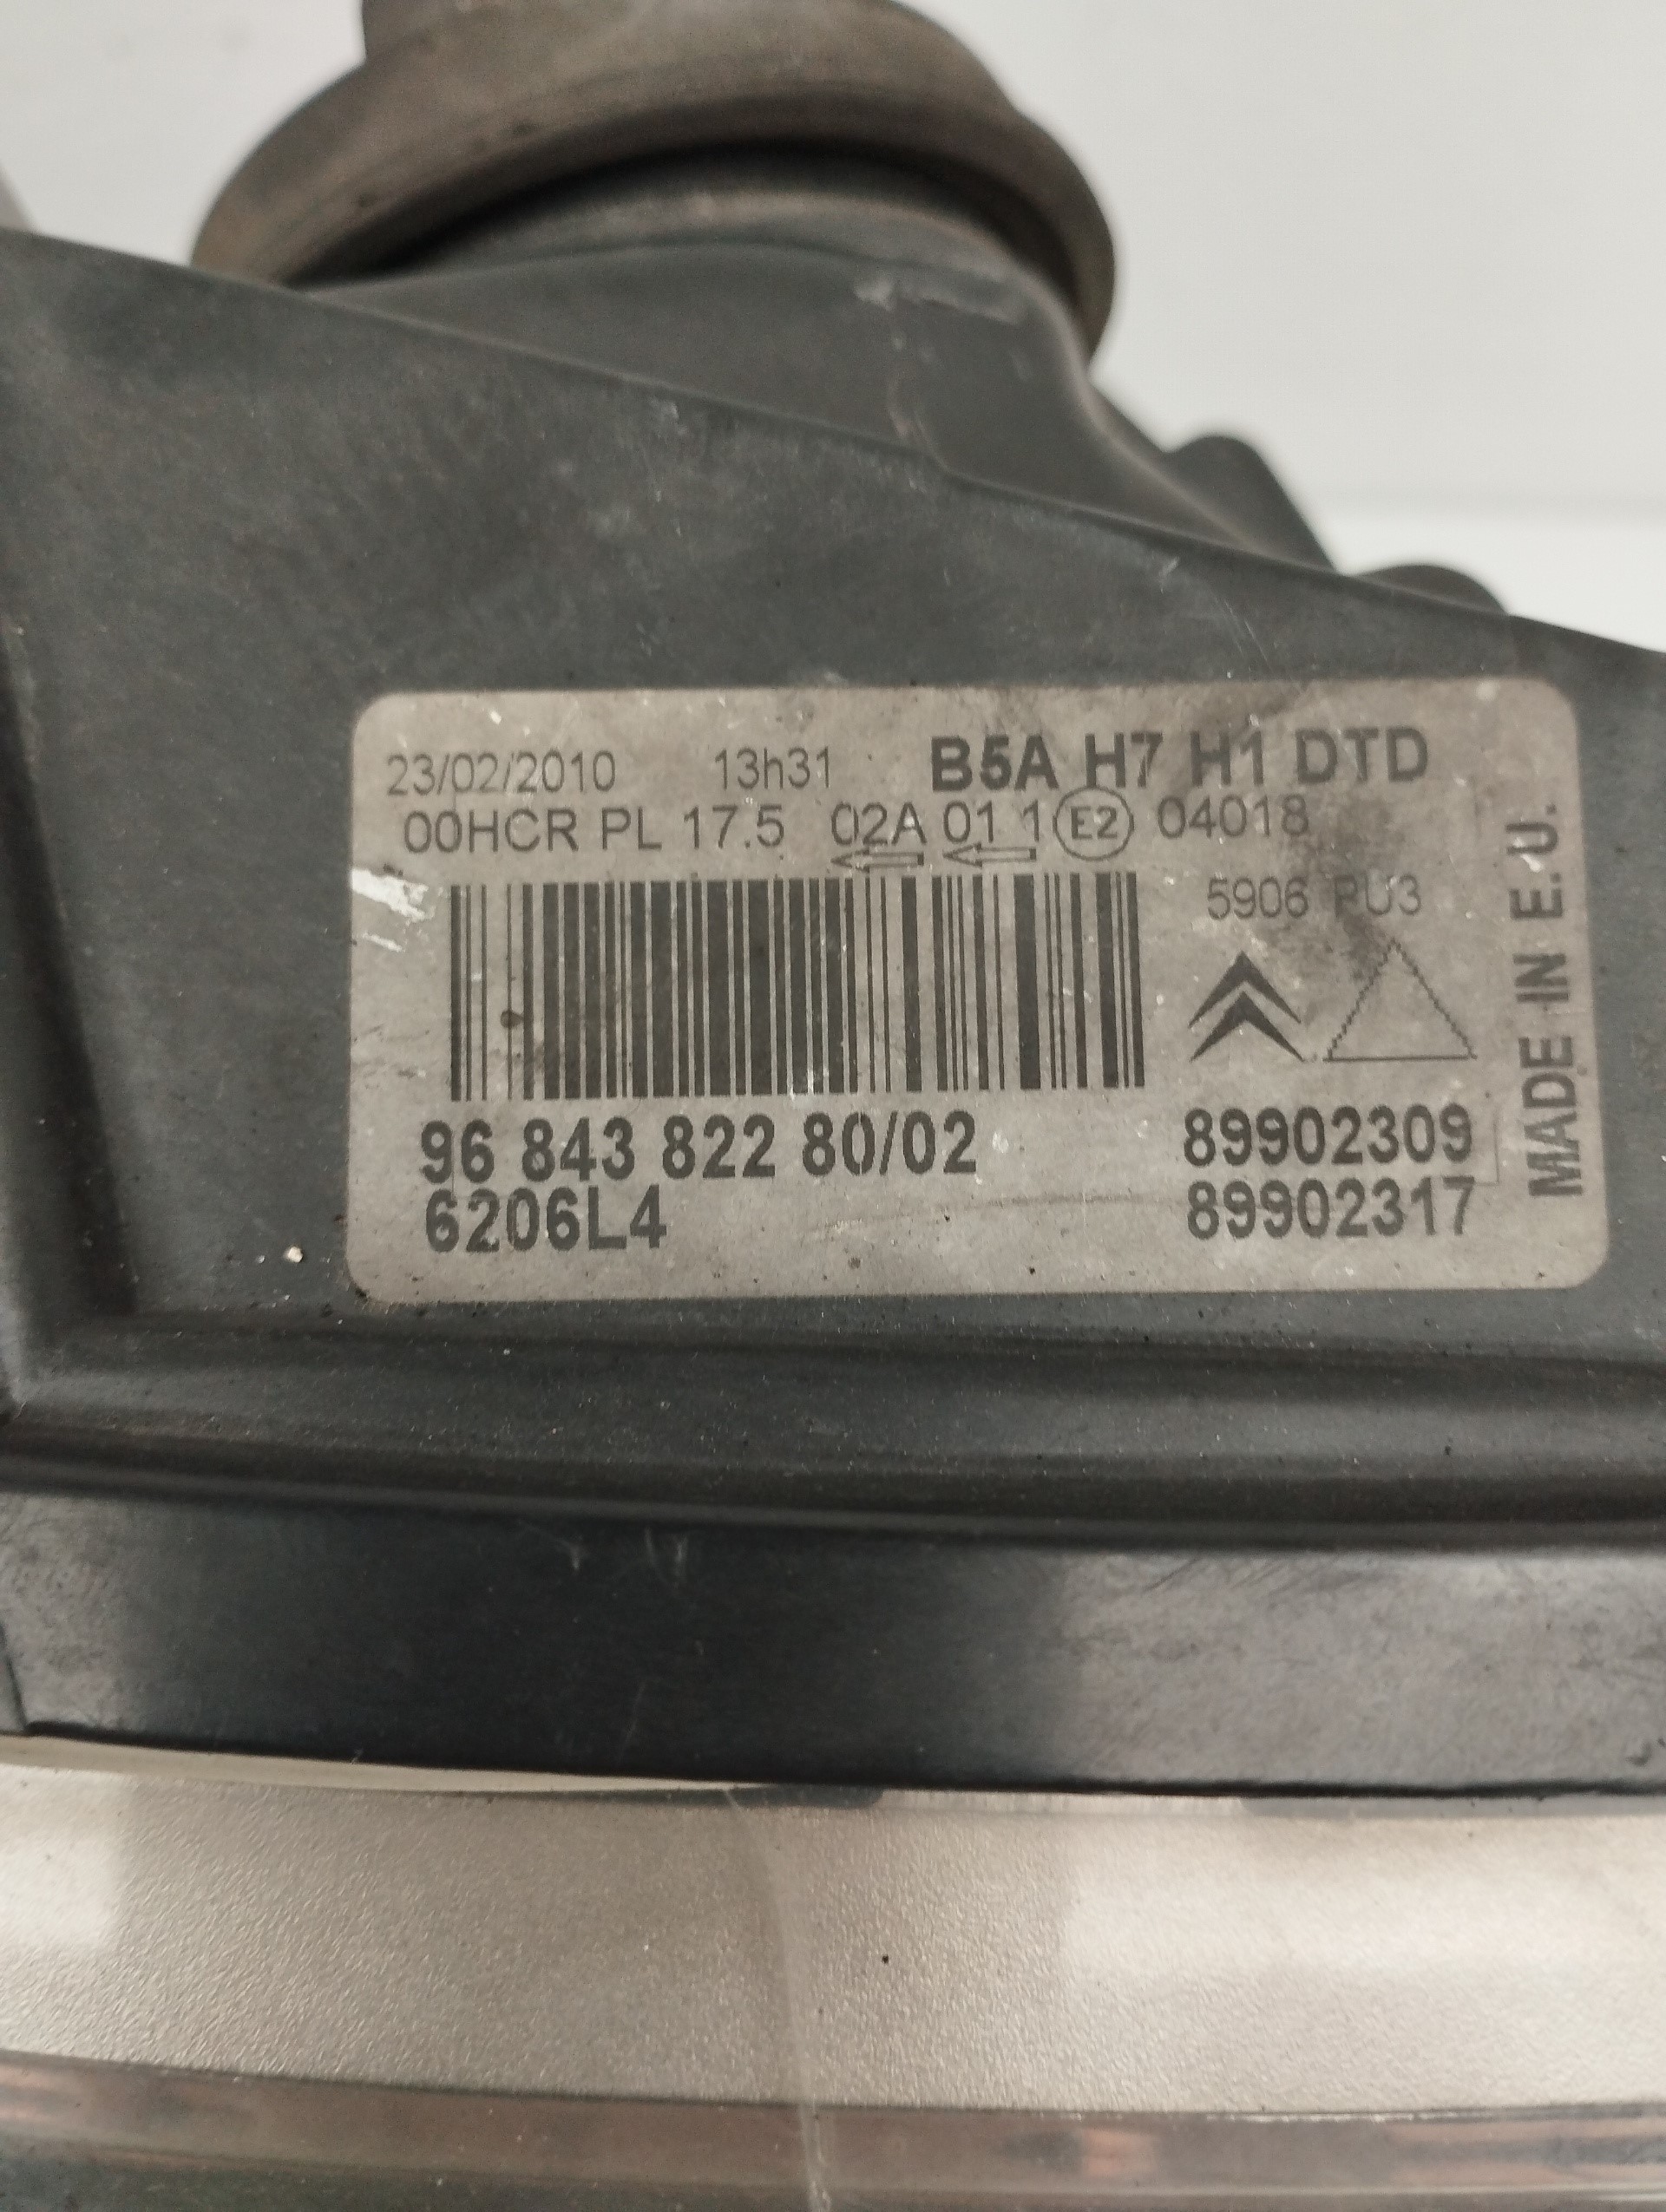 23/02/2010 13h31 B5A H7 H1 DTD
00HCR PL 17.5 02A 01 1 E2 04018
5906 PU3
96 843 822 80/02
6206L4
89902309
89902317
MADE IN E.U.